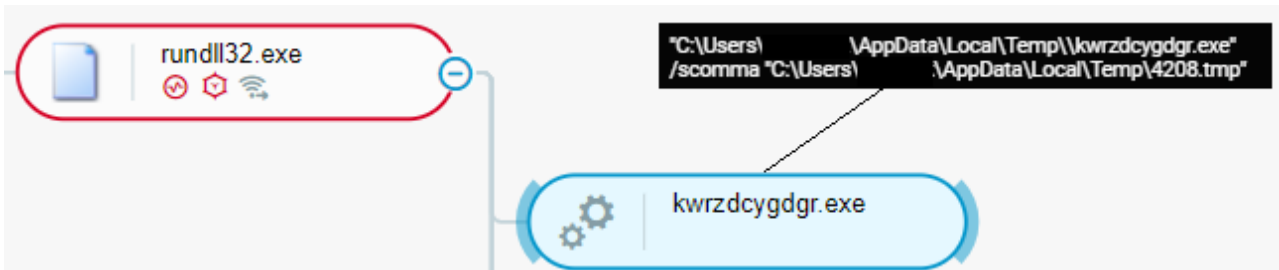 rundll32.exe
"C:\Users\ \AppData\Local\Temp\\kwrzdcygdgr.exe"
/scomma "C:\Users\ :\AppData\Local\Temp\4208.tmp"
kwrzdcygdgr.exe